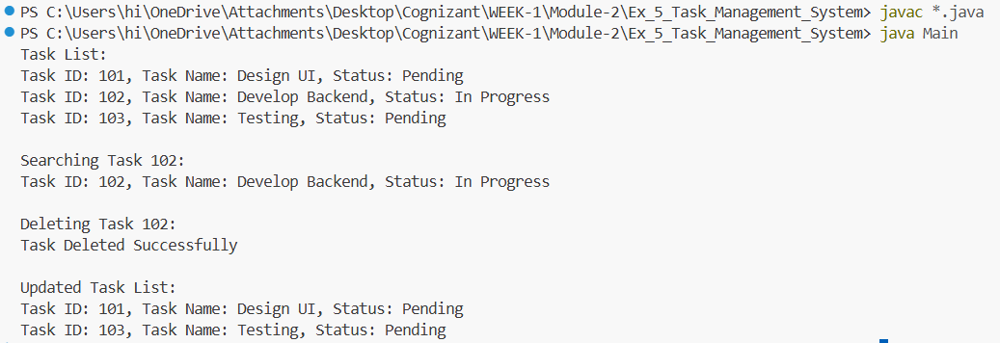 PS C:\Users\hi\OneDrive\Attachments\Desktop\Cognizant\WEEK-1\Module-2\Ex_5_Task_Management_System> javac *.java
PS C:\Users\hi\OneDrive\Attachments\Desktop\Cognizant\WEEK-1\Module-2\Ex_5_Task_Management_System> java Main
Task List:
Task ID: 101, Task Name: Design UI, Status: Pending
Task ID: 102, Task Name: Develop Backend, Status: In Progress
Task ID: 103, Task Name: Testing, Status: Pending
Searching Task 102:
Task ID: 102, Task Name: Develop Backend, Status: In Progress
Deleting Task 102:
Task Deleted Successfully
Updated Task List:
Task ID: 101, Task Name: Design UI, Status: Pending
Task ID: 103, Task Name: Testing, Status: Pending